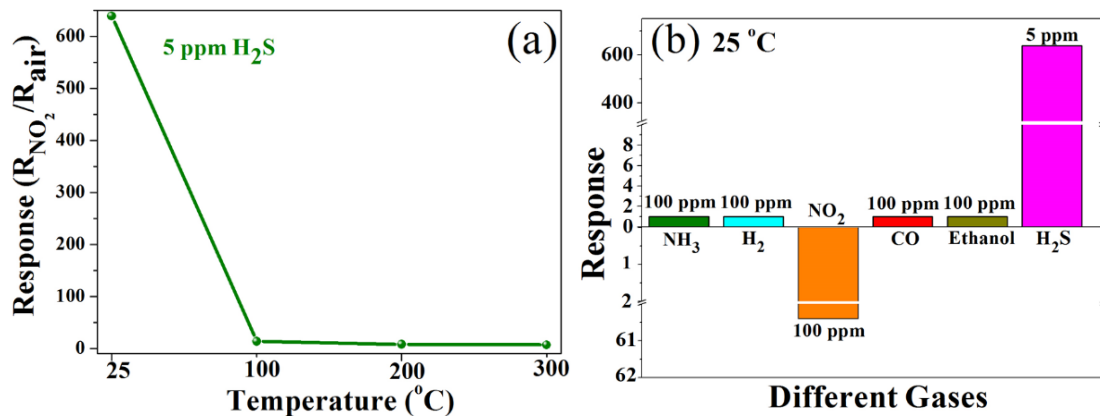 (a)
5 ppm H₂S
Response (R_NO₂/R_air)
600
500
400
300
200
100
0
25
100
200
300
Temperature (°C)
(b)
25 °C
5 ppm
600
400
8
6
4
2
0
1
2
61
62
Response
100 ppm
100 ppm
NO₂
100 ppm
100 ppm
NH₃
H₂
CO
Ethanol
H₂S
100 ppm
Different Gases